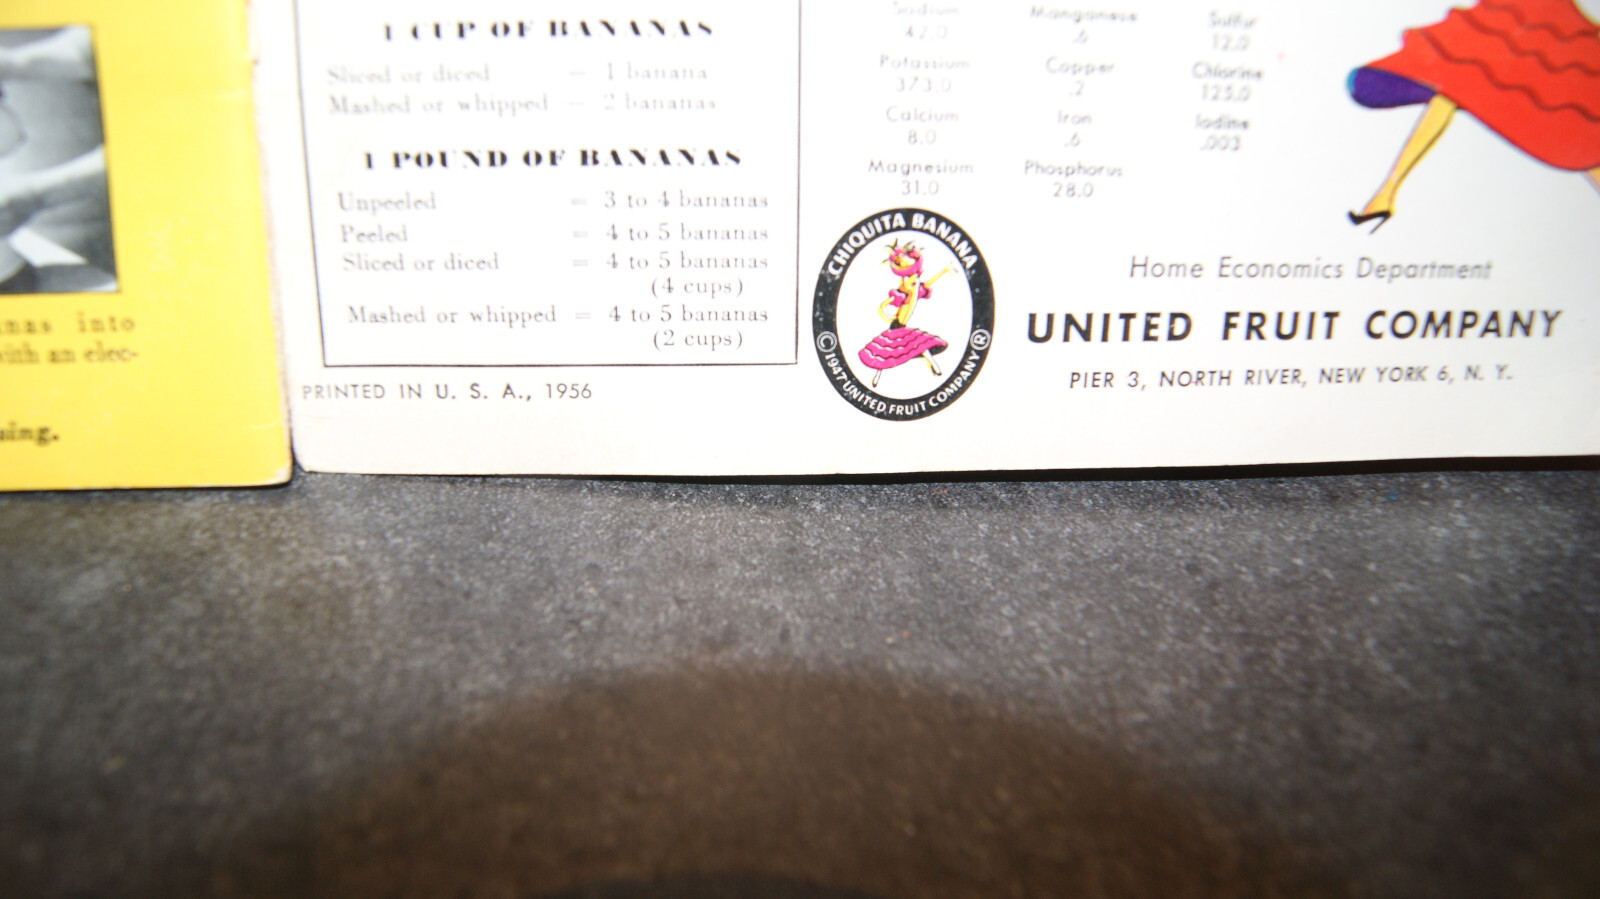 nas into
with an elec-
sing.
1 CUP OF BANANAS
Sliced or diced = 1 banana
Mashed or whipped = 2 bananas
1 POUND OF BANANAS
Unpeeled = 3 to 4 bananas
Peeled = 4 to 5 bananas
Sliced or diced = 4 to 5 bananas
(4 cups)
Mashed or whipped = 4 to 5 bananas
(2 cups)
PRINTED IN U. S. A., 1956
Sodium Manganese Sulfur
42.0 .6 12.0
Potassium Copper Chlorine
373.0 .2 125.0
Calcium Iron Iodine
8.0 .6 .003
Magnesium Phosphorus
31.0 28.0
CHIQUITA BANANA
© 1947 UNITED FRUIT COMPANY ®
Home Economics Department
UNITED FRUIT COMPANY
PIER 3, NORTH RIVER, NEW YORK 6, N. Y.